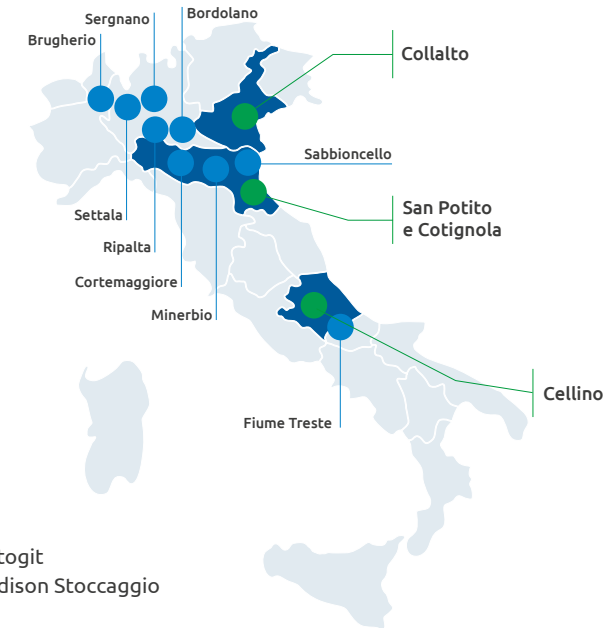 Bordolano
Sergnano
Brugherio
Collalto
Sabbioncello
San Potito
e Cotignola
Settala
Ripalta
Cortemaggiore
Minerbio
Cellino
Fiume Treste
togit
dison Stoccaggio